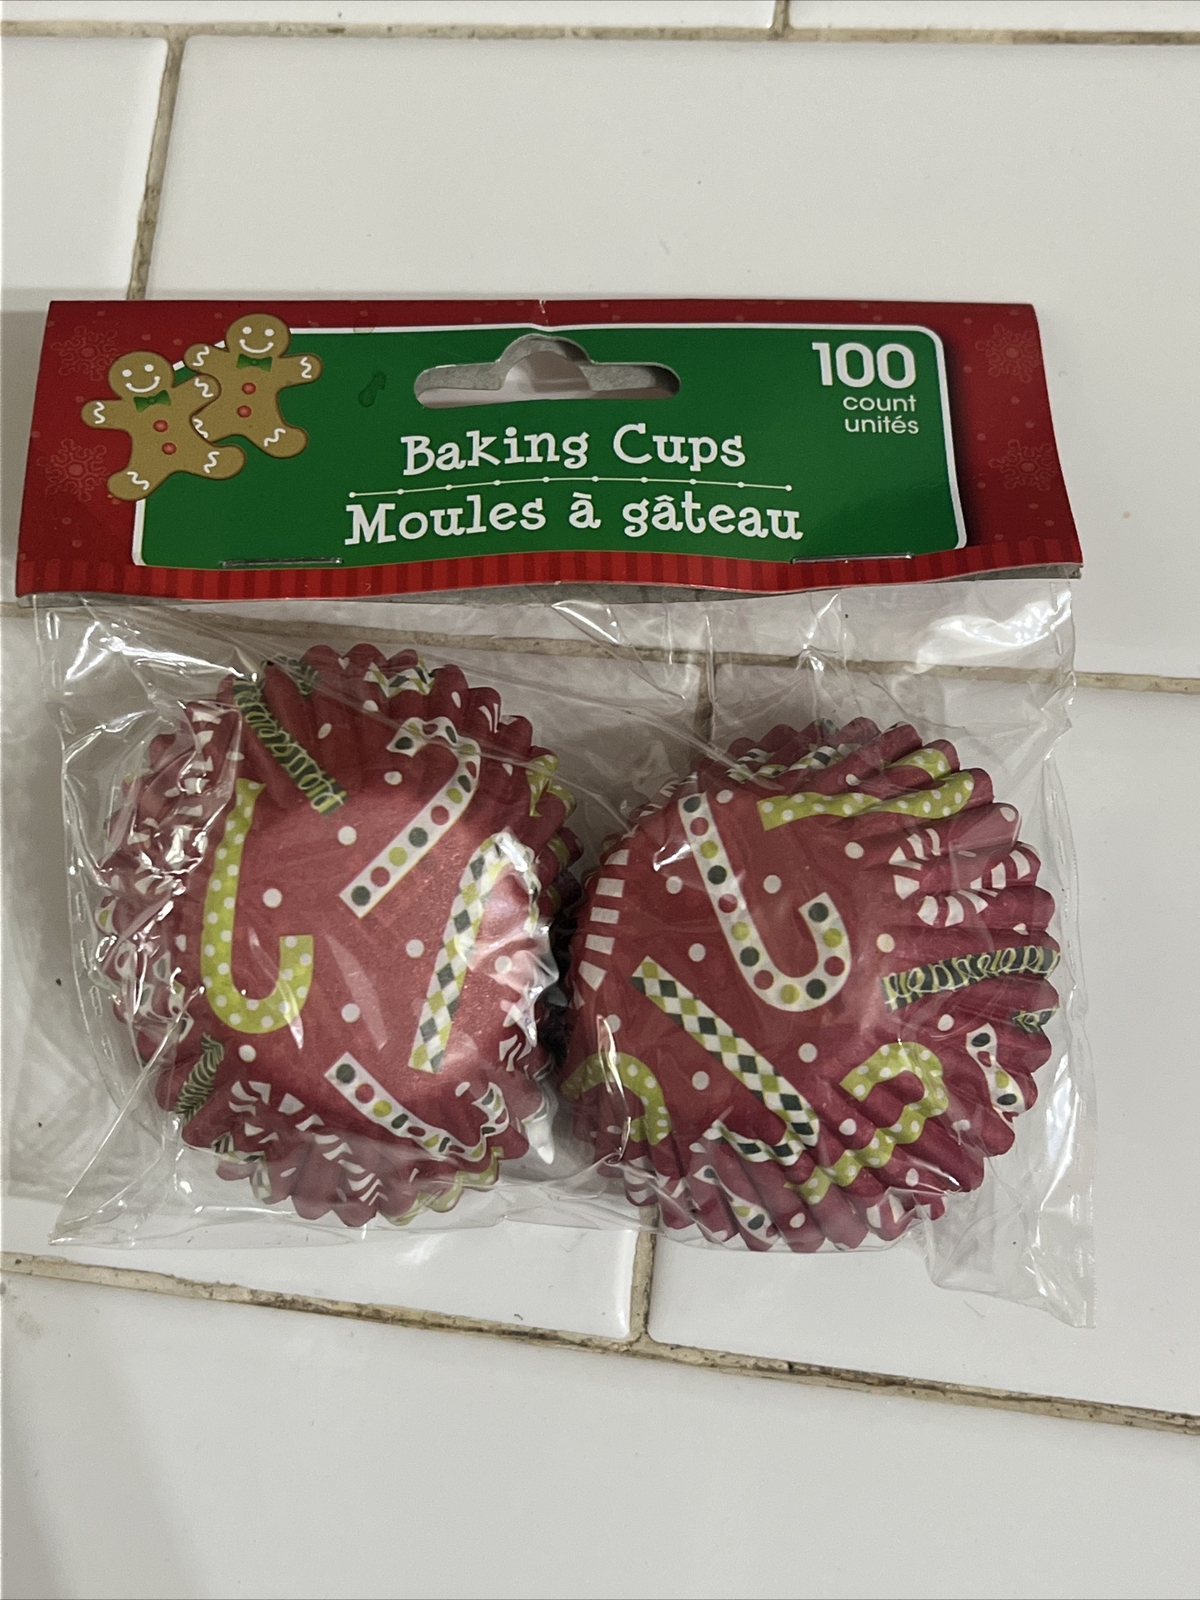 100
count
unités
Baking Cups
Moules à gâteau